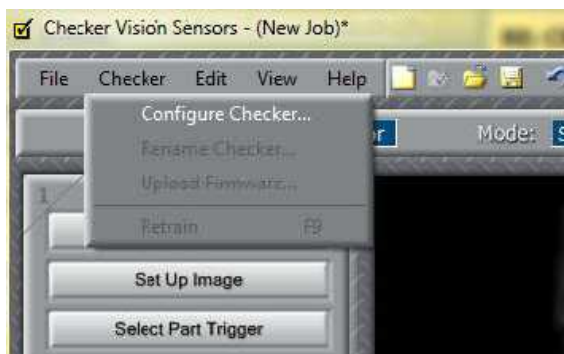 Checker Vision Sensors - (New Job)*
File Checker Edit View Help
Configure Checker...
Rename Checker...
Upload Firmware...
Retrain F9
Mode:
1
Set Up Image
Select Part Trigger